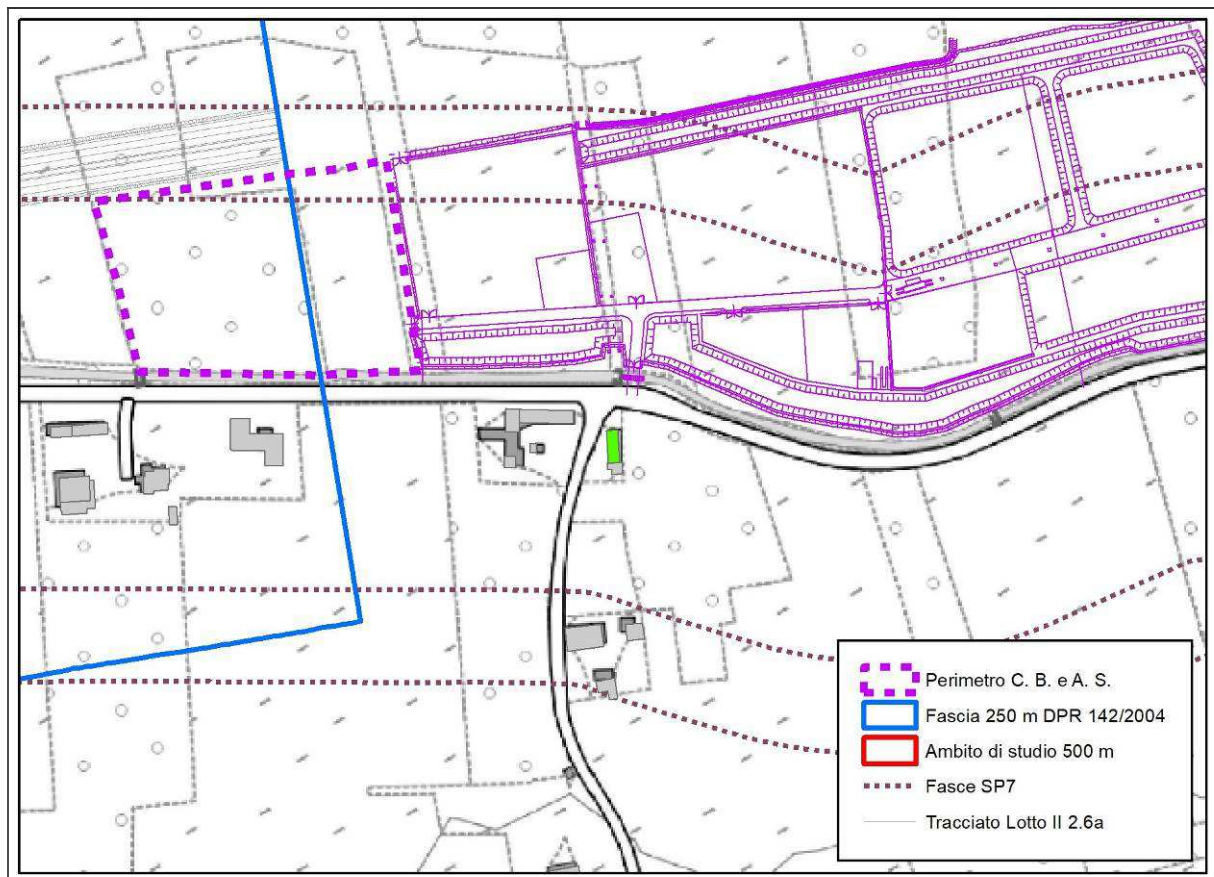 Perimetro C. B. e A. S.
Fascia 250 m DPR 142/2004
Ambito di studio 500 m
Fasce SP7
Tracciato Lotto II 2.6a